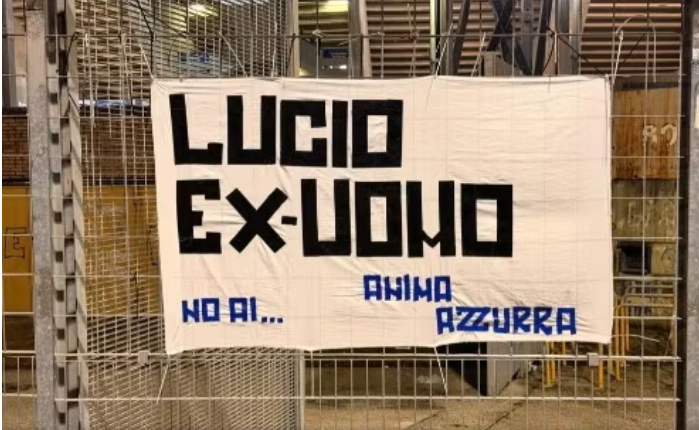 LUCIO
EX-UOMO
NO AI... ANIMA
AZZURRA